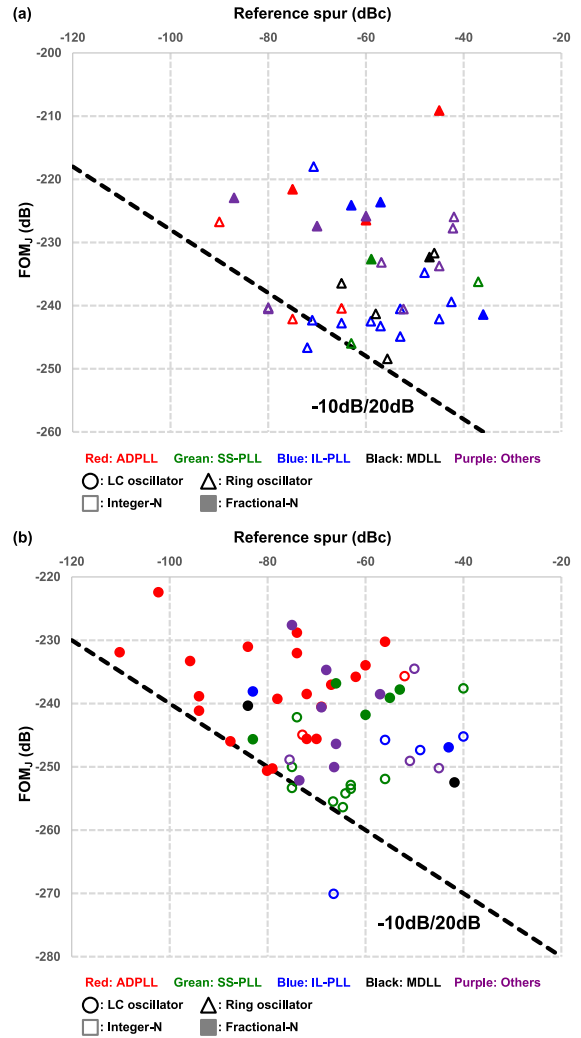 (a)
Reference spur (dBc)
-120 -100 -80 -60 -40 -20
-200
-210
-220
-230
-240
-250
-260
FOMJ (dB)
-10dB/20dB
Red: ADPLL Grean: SS-PLL Blue: IL-PLL Black: MDLL Purple: Others
: LC oscillator : Ring oscillator
: Integer-N : Fractional-N
(b)
Reference spur (dBc)
-120 -100 -80 -60 -40 -20
-220
-230
-240
-250
-260
-270
-280
FOMJ (dB)
-10dB/20dB
Red: ADPLL Green: SS-PLL Blue: IL-PLL Black: MDLL Purple: Others
: LC oscillator : Ring oscillator
: Integer-N : Fractional-N